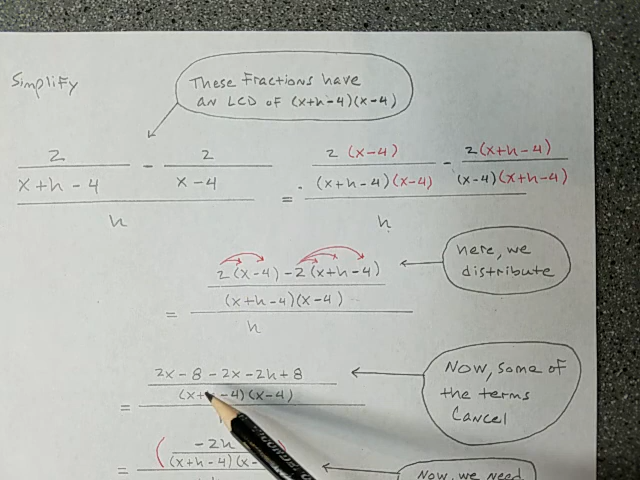 Simplify
These Fractions have
an LCD of (x+h-4)(x-4)
2/(x+h-4) - 2/(x-4) = 2(x-4)/((x+h-4)(x-4)) - 2(x+h-4)/((x-4)(x+h-4))
h h
here, we
distribute
2(x-4)-2(x+h-4)
(x+h-4)(x-4)
=
h
2x-8-2x-2h+8
(x+h-4)(x-4)
=
Now, some of
the terms
cancel
-2h
(x+h-4)(x-
=
Now, we need